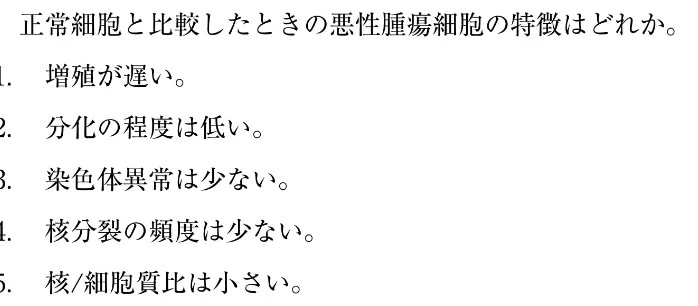 正常細胞と比較したときの悪性腫瘍細胞の特徴はどれか。
1. 増殖が遅い。
2. 分化の程度は低い。
3. 染色体異常は少ない。
4. 核分裂の頻度は少ない。
5. 核/細胞質比は小さい。